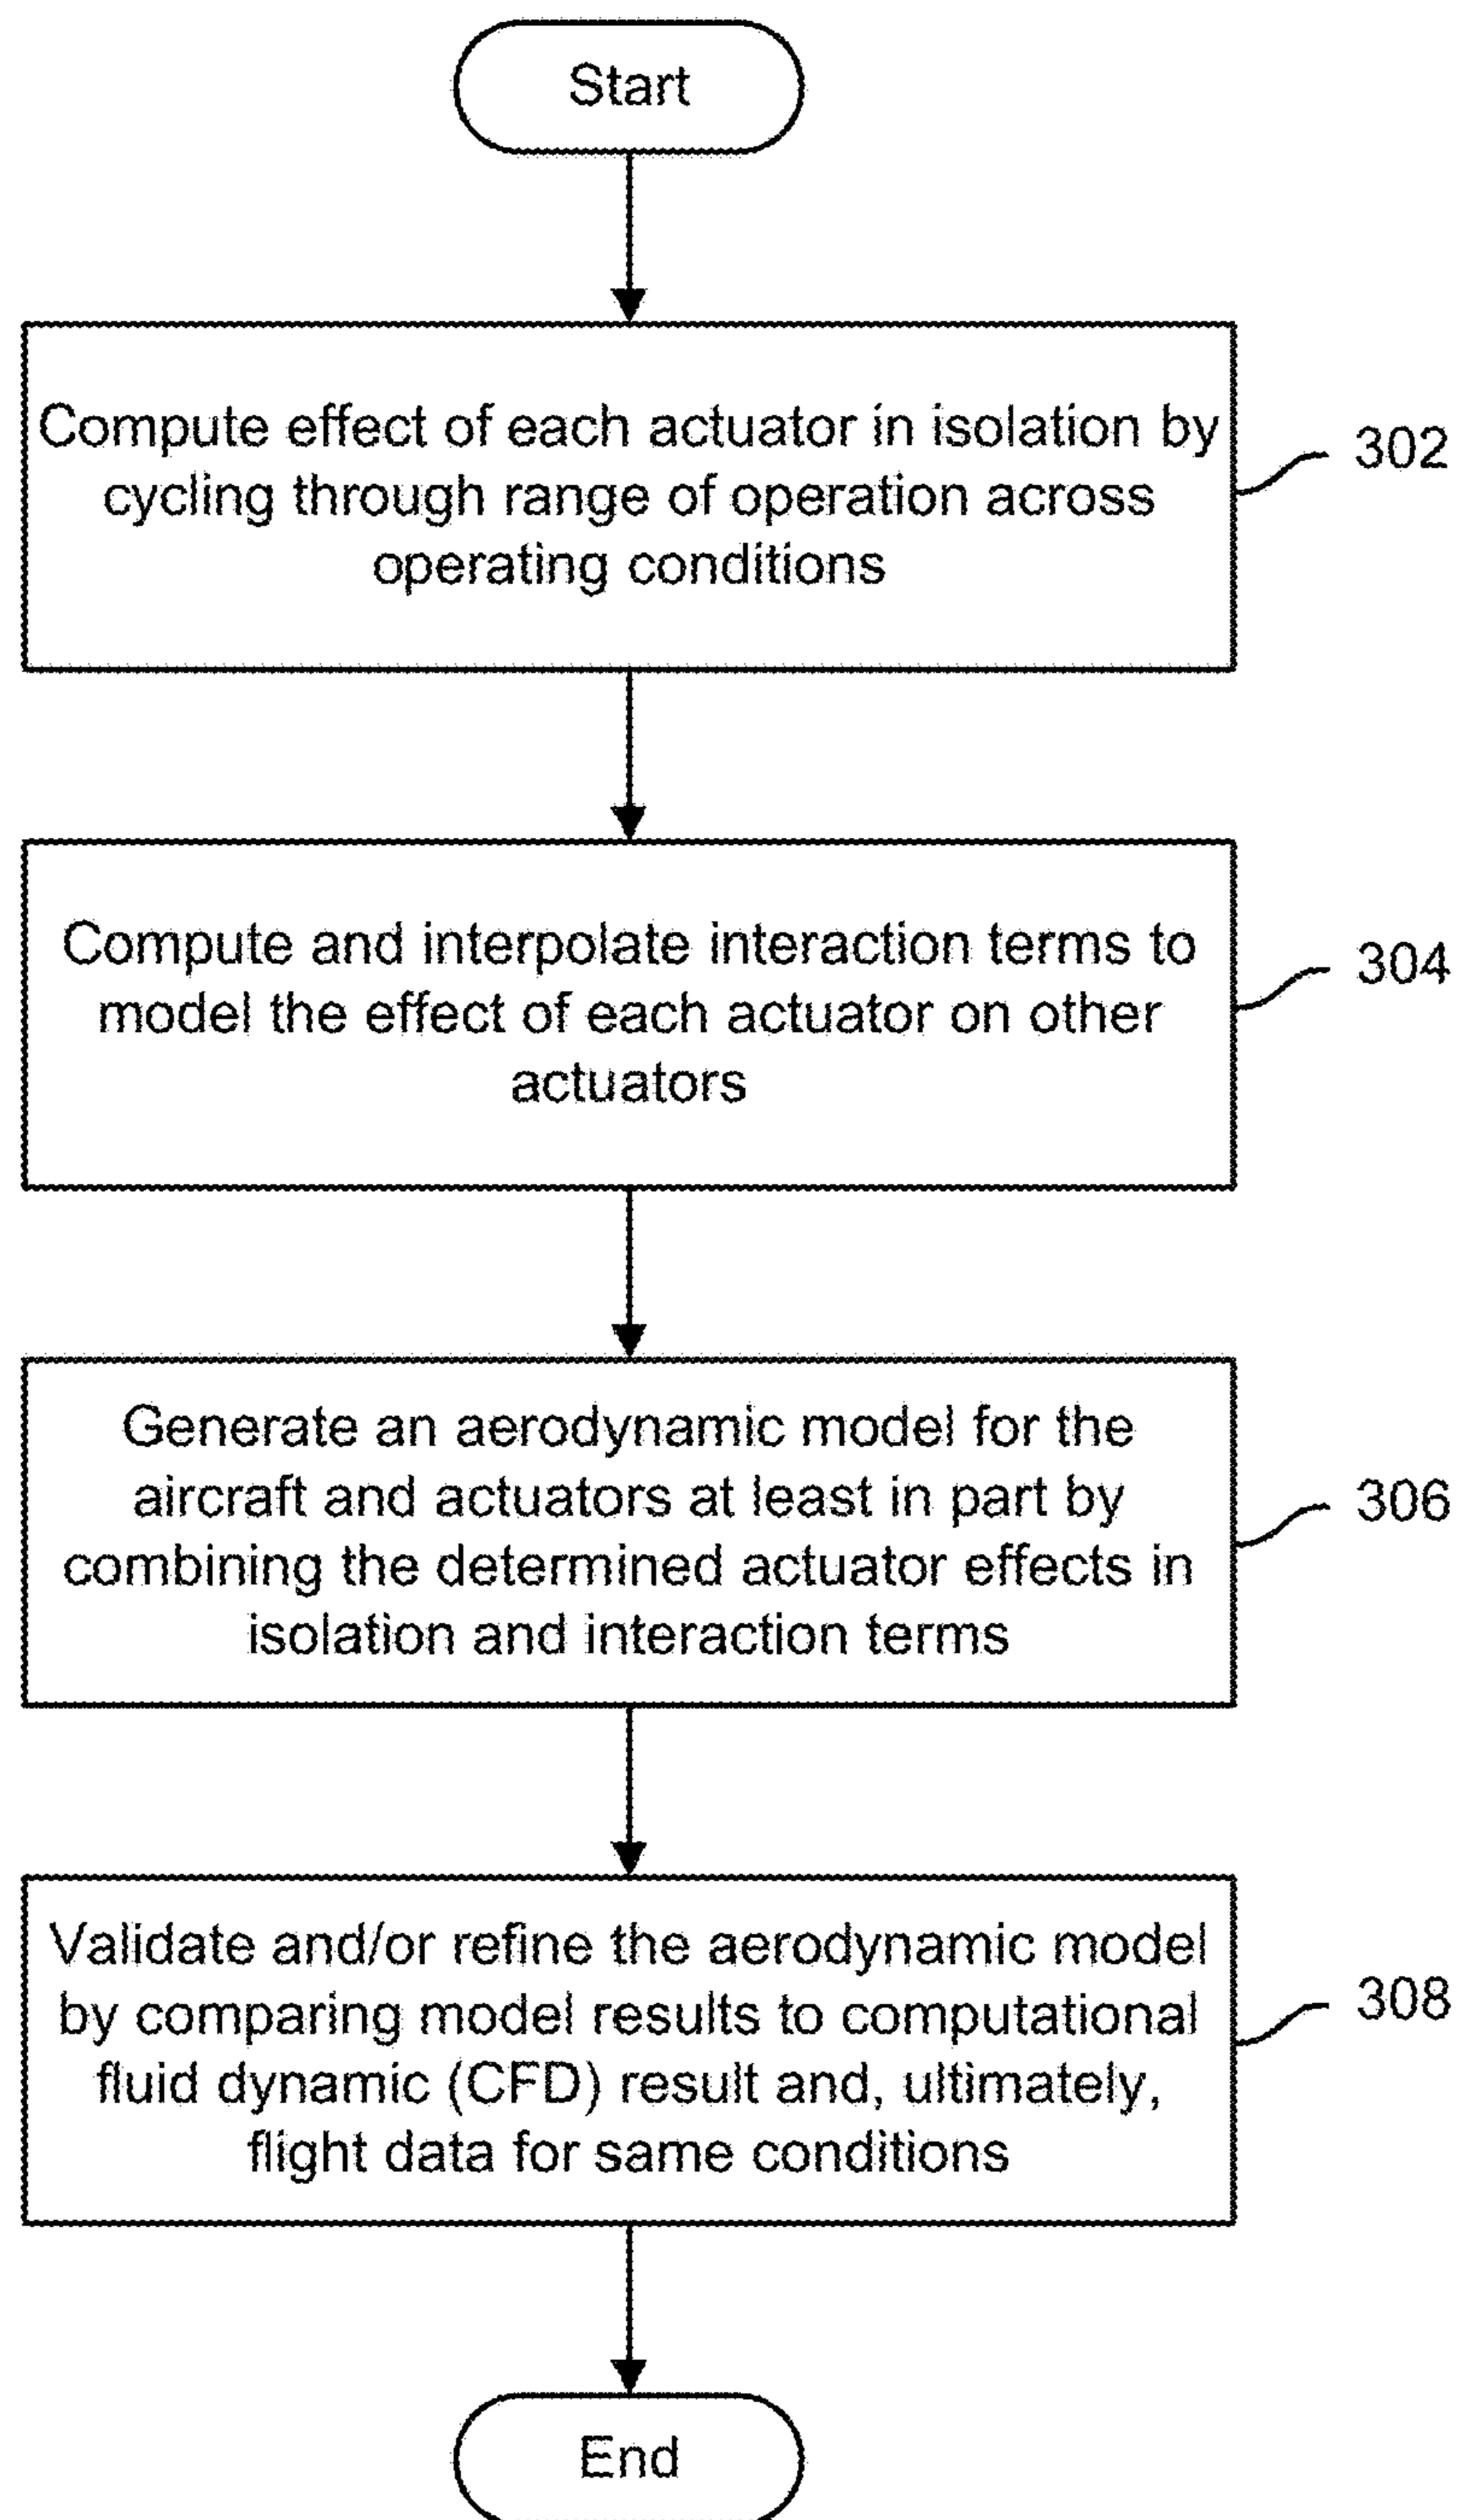 Start
Compute effect of each actuator in isolation by
cycling through range of operation across
operating conditions
302
Compute and interpolate interaction terms to
model the effect of each actuator on other
actuators
304
Generate an aerodynamic model for the
aircraft and actuators at least in part by
combining the determined actuator effects in
isolation and interaction terms
306
Validate and/or refine the aerodynamic model
by comparing model results to computational
fluid dynamic (CFD) result and, ultimately,
flight data for same conditions
308
End